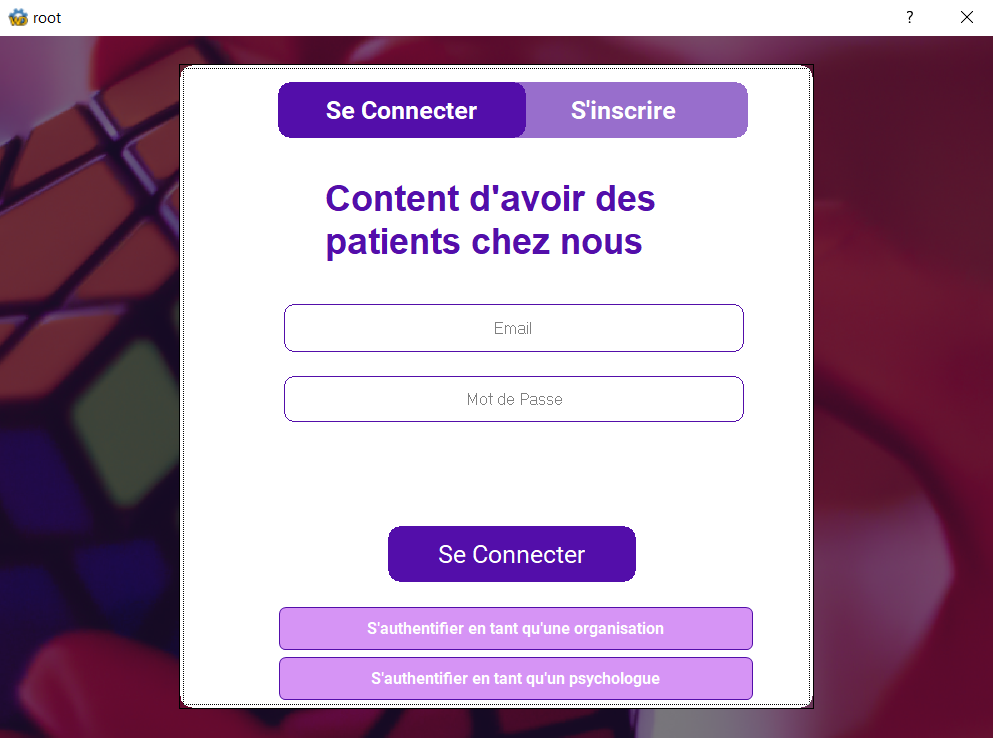 root
?
Se Connecter
S'inscrire
Content d'avoir des
patients chez nous
Email
Mot de Passe
Se Connecter
S'authentifier en tant qu'une organisation
S'authentifier en tant qu'un psychologue